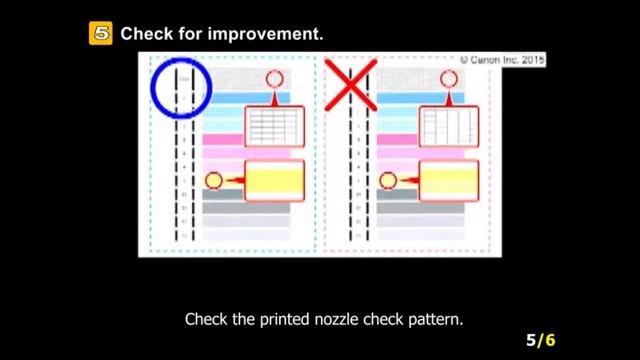 5 Check for improvement.
© Canon Inc. 2015
Check the printed nozzle check pattern.
5/6